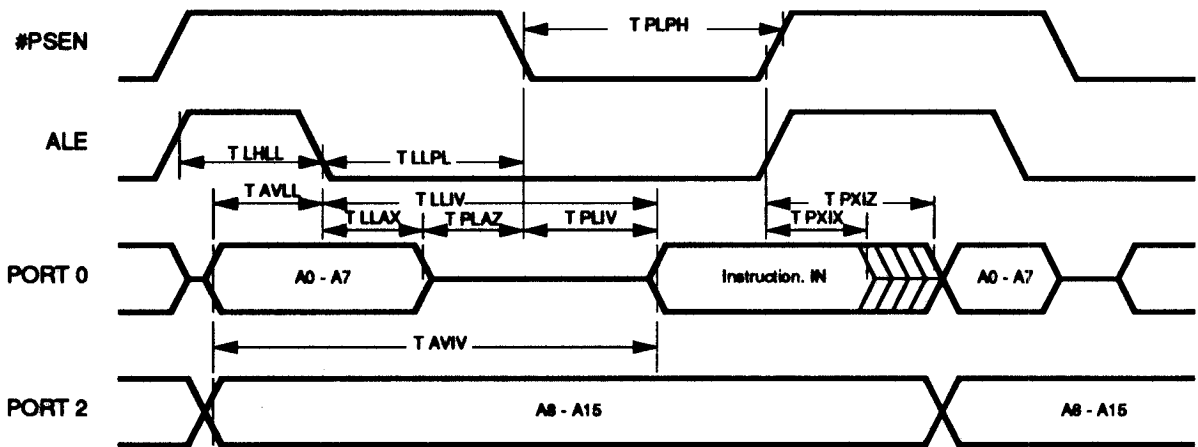 #PSEN
T PLPH
ALE
T LHLL
T LLPL
T AVLL
T LLIV
T PXIZ
T LLAX
T PLAZ
T PLIV
T PXIX
PORT 0
A0 - A7
Instruction. IN
A0 - A7
T AVIV
PORT 2
A8 - A15
A8 - A15